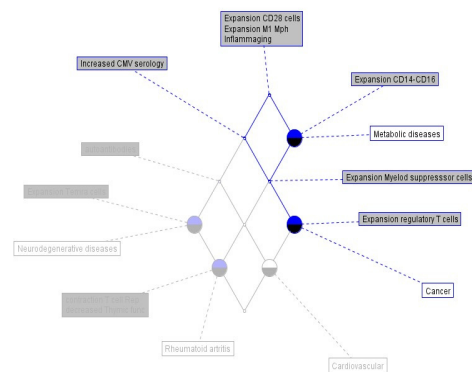 Expansion CD28 cells
Expansion M1 Mph
Inflammaging
Increased CMV serology
Expansion CD14-CD16
Metabolic diseases
Expansion Myelod suppresssor cells
Expansion regulatory T cells
Neurodegenerative diseases
Cancer
Rheumatoid artritis
Cardiovascular